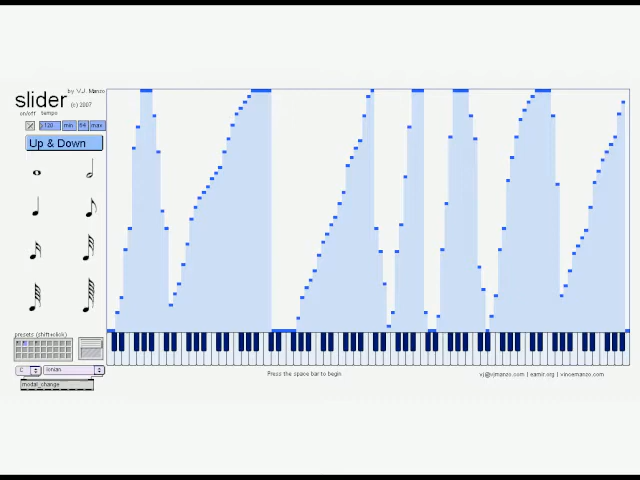 by V.J. Manzo
slider
(c) 2007
on/off tempo
120 min 84 max
Up & Down
presets (shift+click)
C Ionian
modal_change
Press the space bar to begin
vj@vjmanzo.com | eamir.org | vincemanzo.com